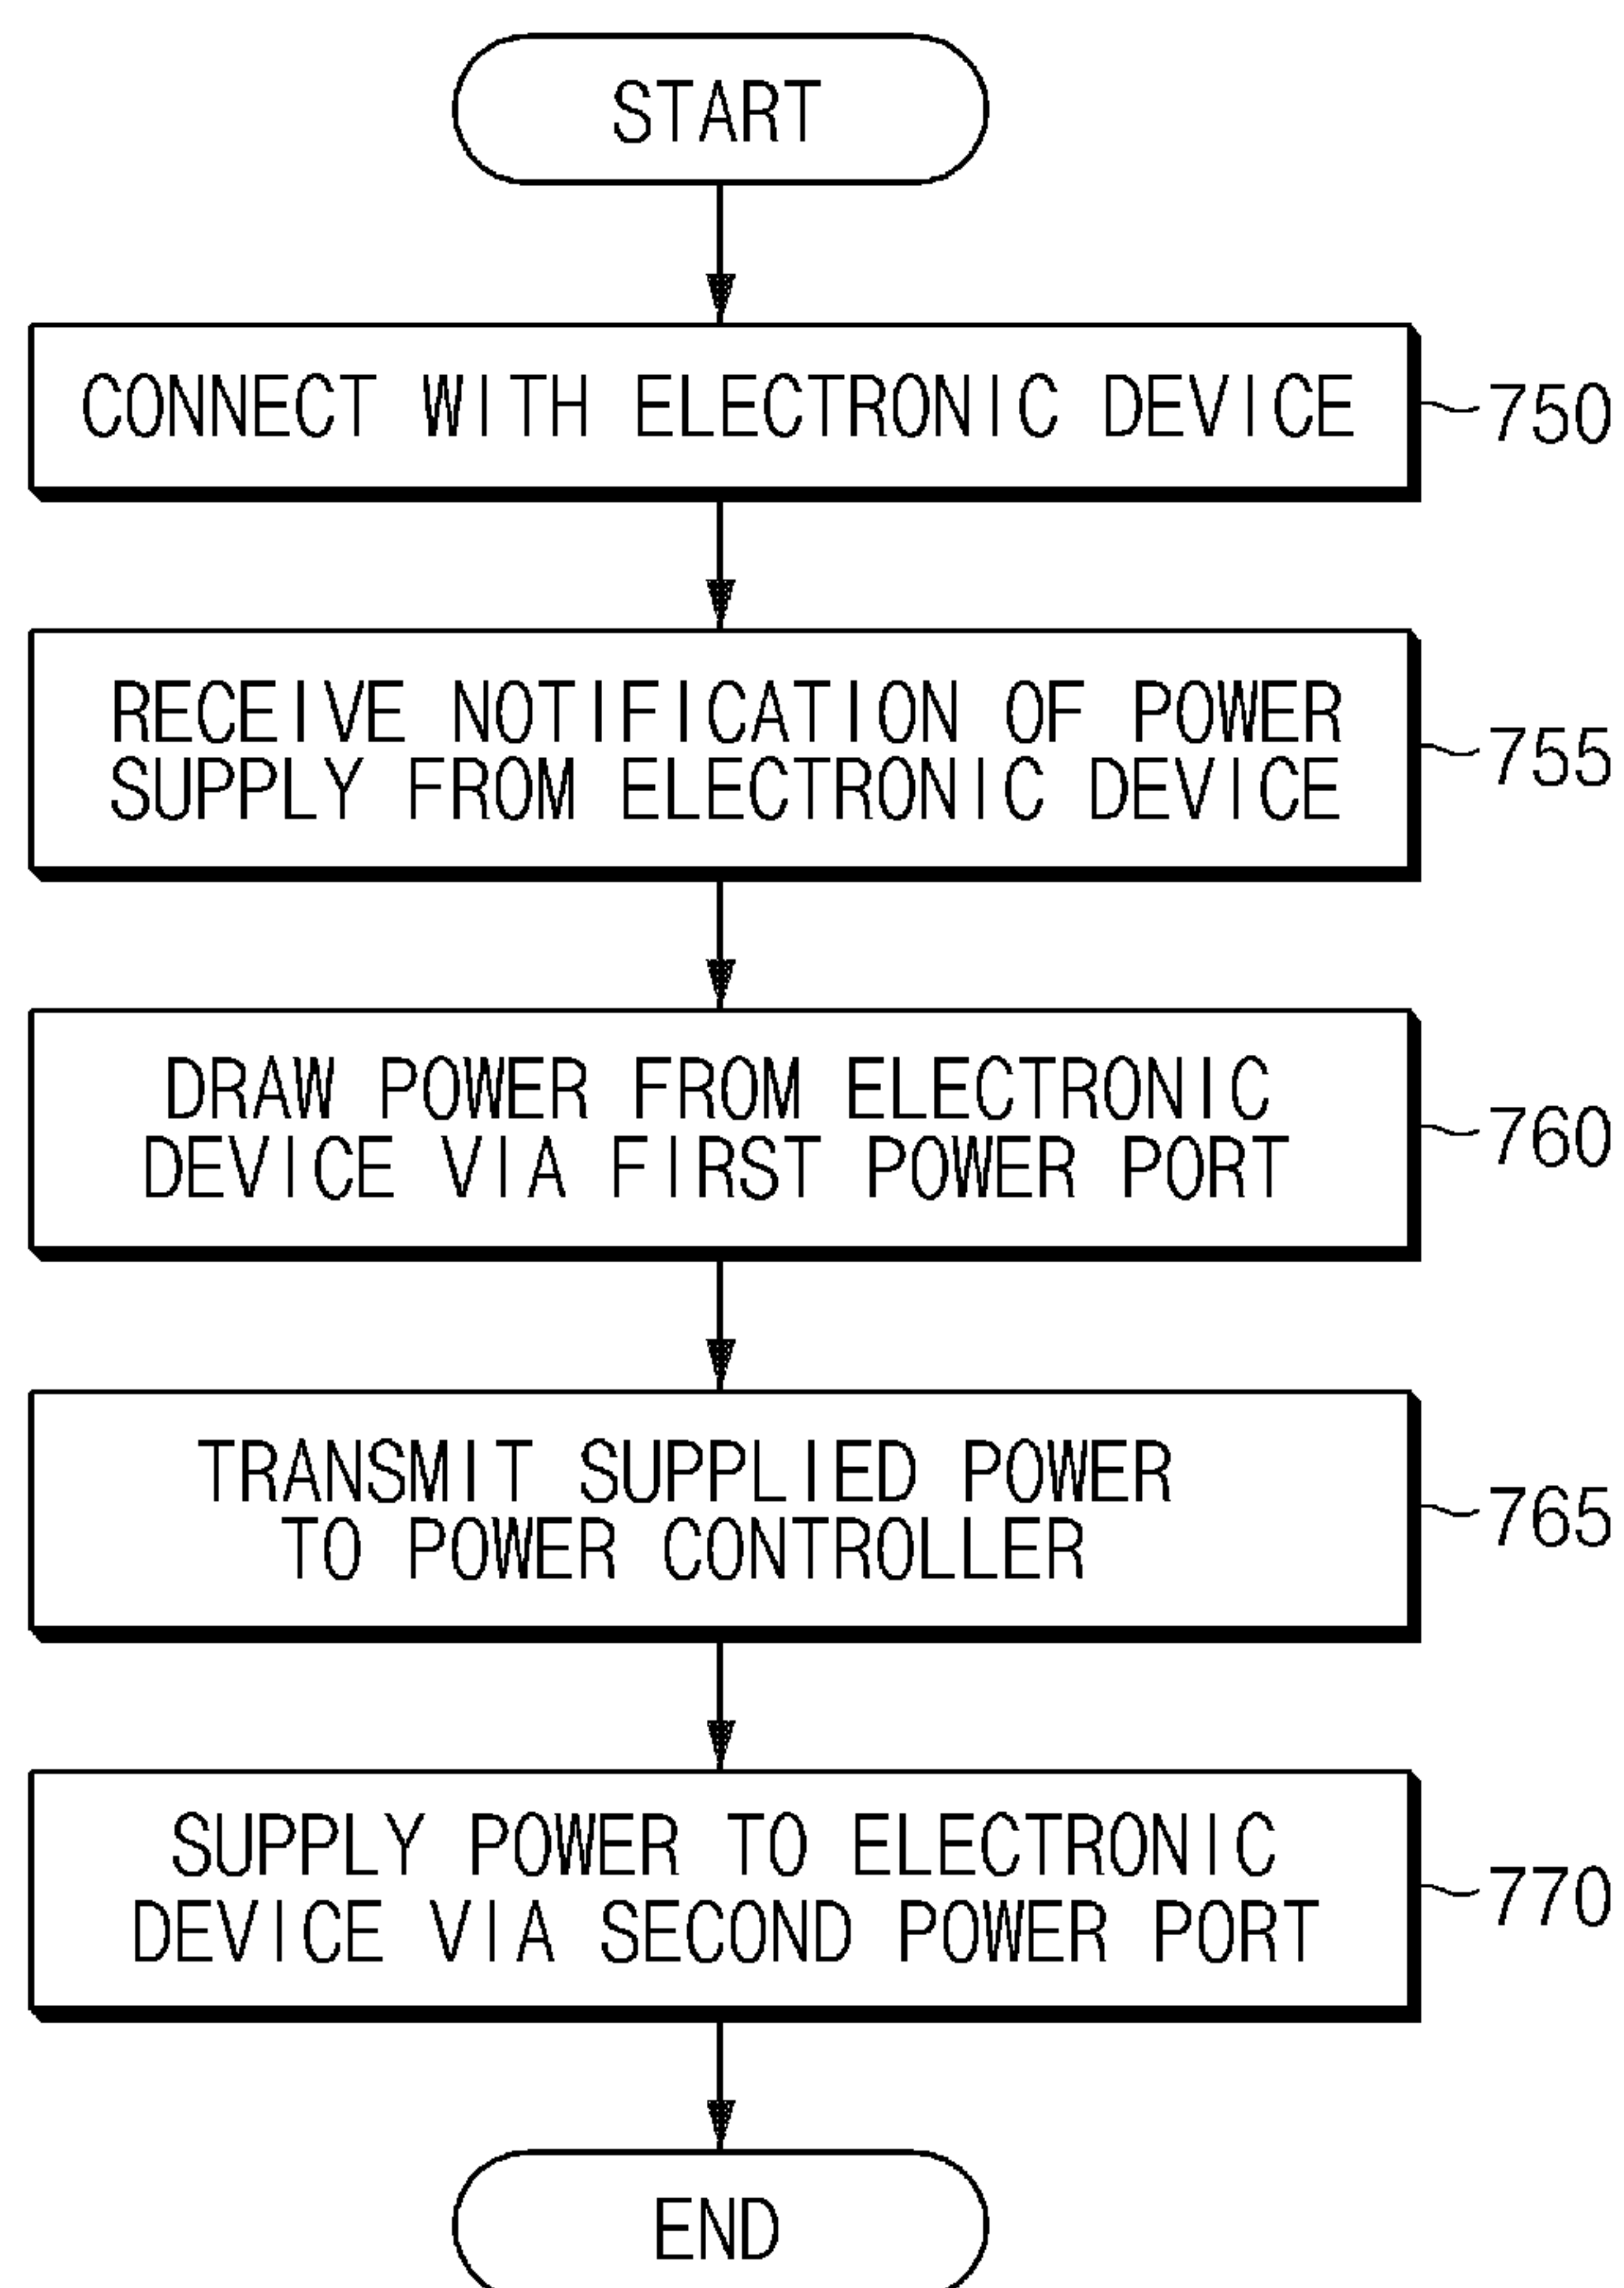 START
CONNECT WITH ELECTRONIC DEVICE
750
RECEIVE NOTIFICATION OF POWER
SUPPLY FROM ELECTRONIC DEVICE
755
DRAW POWER FROM ELECTRONIC
DEVICE VIA FIRST POWER PORT
760
TRANSMIT SUPPLIED POWER
TO POWER CONTROLLER
765
SUPPLY POWER TO ELECTRONIC
DEVICE VIA SECOND POWER PORT
770
END